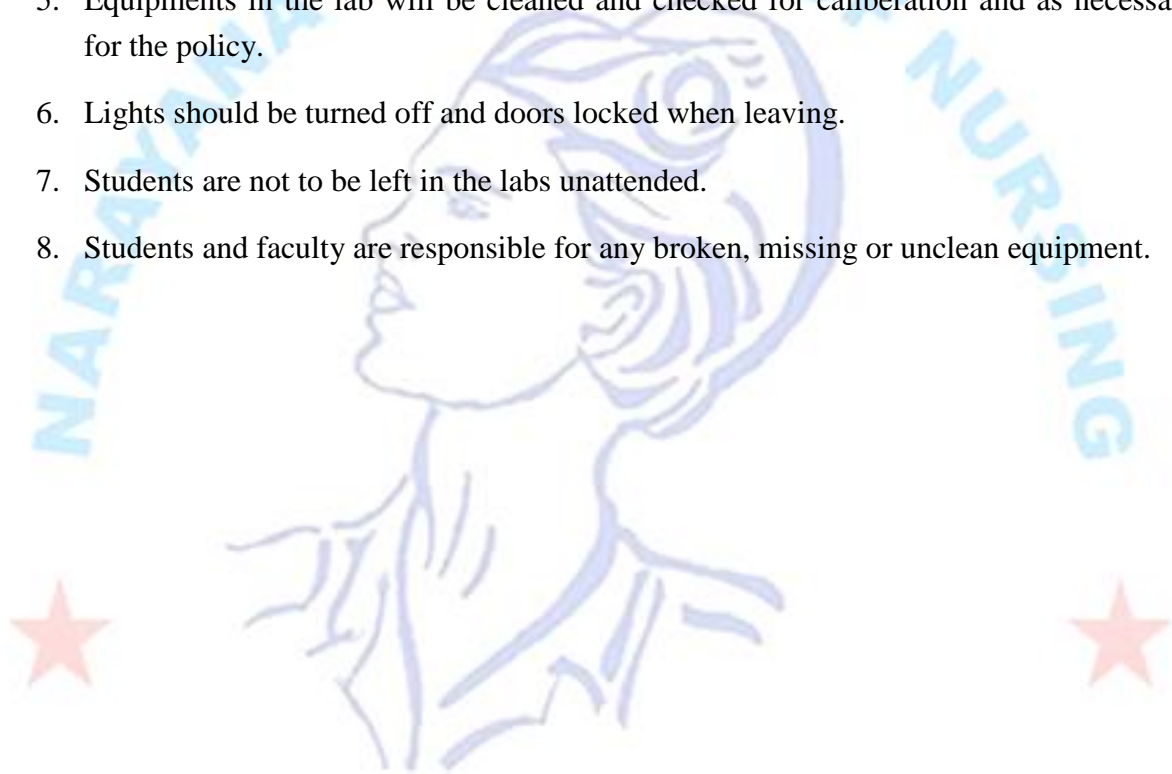 5. Equipments in the lab will be cleaned and checked for caliberation and as necessa
for the policy.
6. Lights should be turned off and doors locked when leaving.
7. Students are not to be left in the labs unattended.
8. Students and faculty are responsible for any broken, missing or unclean equipment.
NURSING